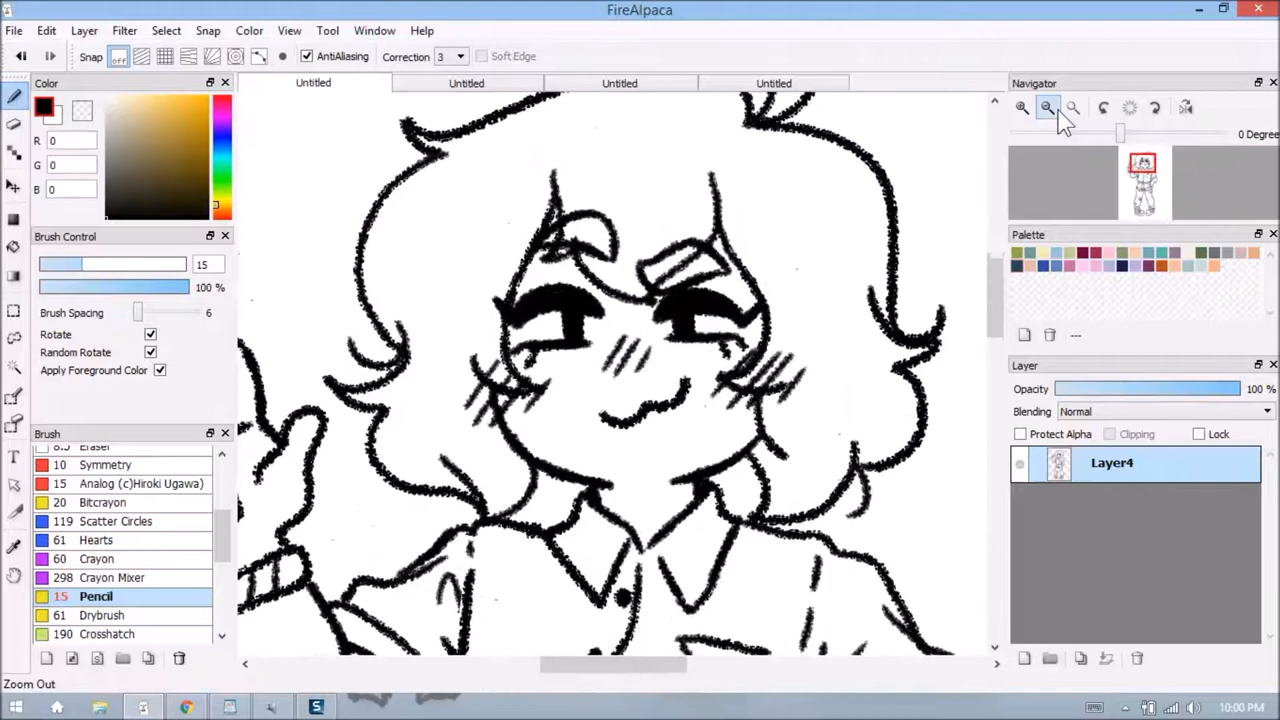 FireAlpaca
File Edit Layer Filter Select Snap Color View Tool Window Help
Snap off AntiAliasing Correction 3 Soft Edge
Color
Untitled Untitled Untitled Untitled
Navigator
R 0
G 0
B 0
0 Degree
Brush Control
Palette
15
100 %
Brush Spacing 6
Rotate
Random Rotate
Apply Foreground Color
---
Layer
Opacity 100 %
Blending Normal
Protect Alpha Clipping Lock
Layer4
Brush
8.5 Eraser
10 Symmetry
15 Analog (c)Hiroki Ugawa)
20 Bitcrayon
119 Scatter Circles
61 Hearts
60 Crayon
298 Crayon Mixer
15 Pencil
61 Drybrush
190 Crosshatch
Zoom Out
10:00 PM